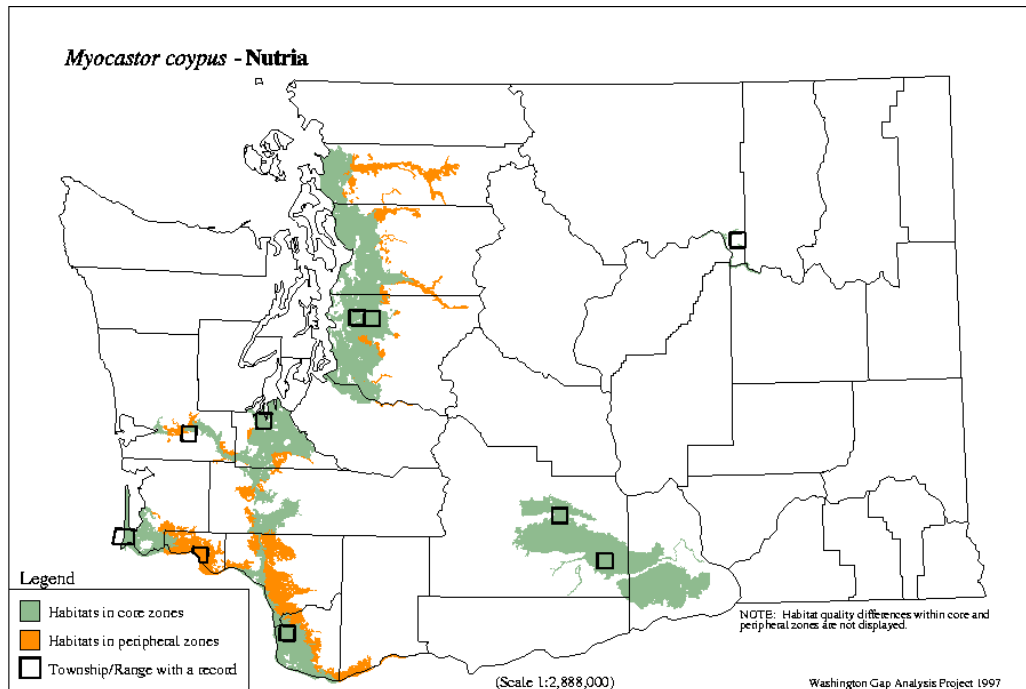 Myocastor coypus - Nutria
Legend
Habitats in core zones
Habitats in peripheral zones
Township/Range with a record
NOTE: Habitat quality differences within core and
peripheral zones are not displayed.
(Scale 1:2,888,000)
Washington Gap Analysis Project 1997